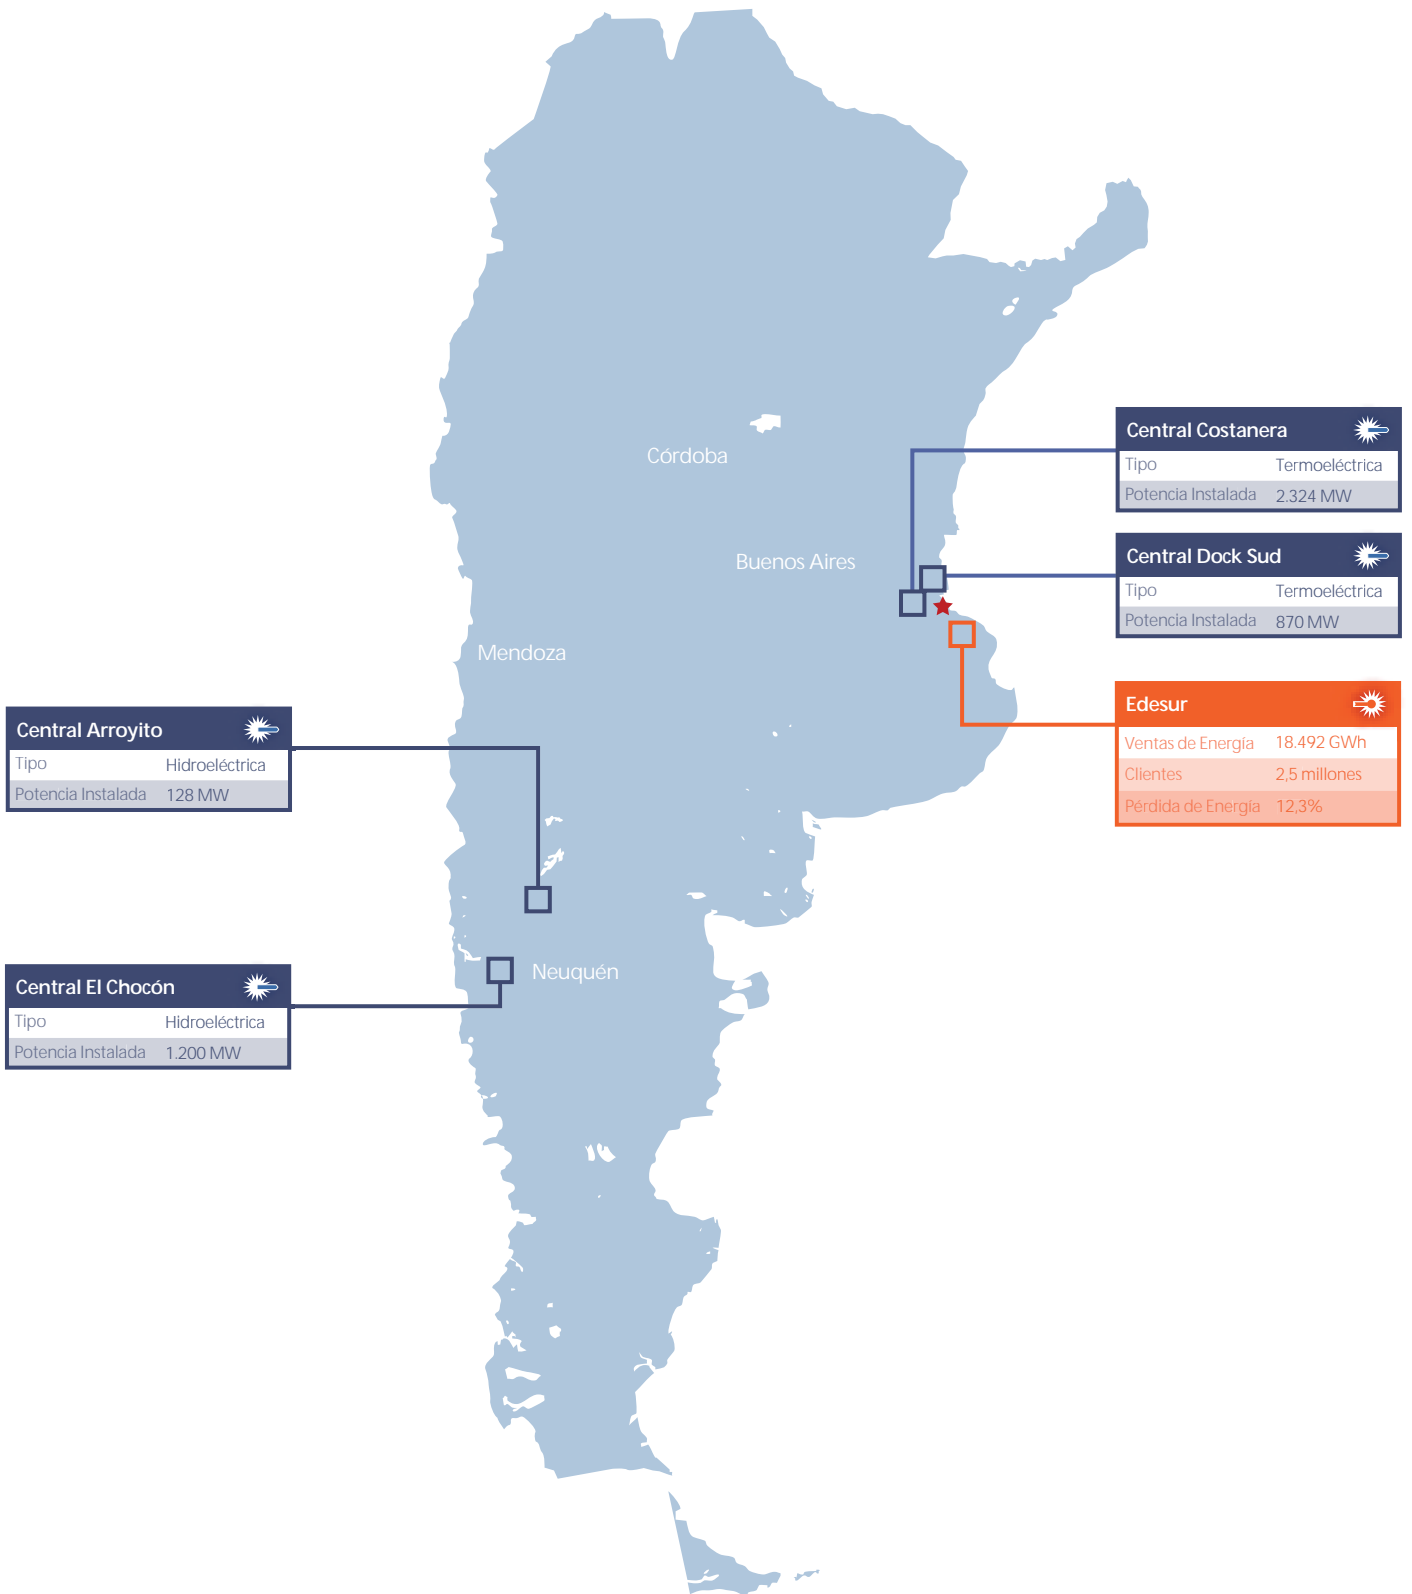 Córdoba
Buenos Aires
Mendoza
Neuquén
Central Costanera
Tipo Termoeléctrica
Potencia Instalada 2.324 MW
Central Dock Sud
Tipo Termoeléctrica
Potencia Instalada 870 MW
Edesur
Ventas de Energía 18.492 GWh
Clientes 2,5 millones
Pérdida de Energía 12,3%
Central Arroyito
Tipo Hidroeléctrica
Potencia Instalada 128 MW
Central El Chocón
Tipo Hidroeléctrica
Potencia Instalada 1.200 MW